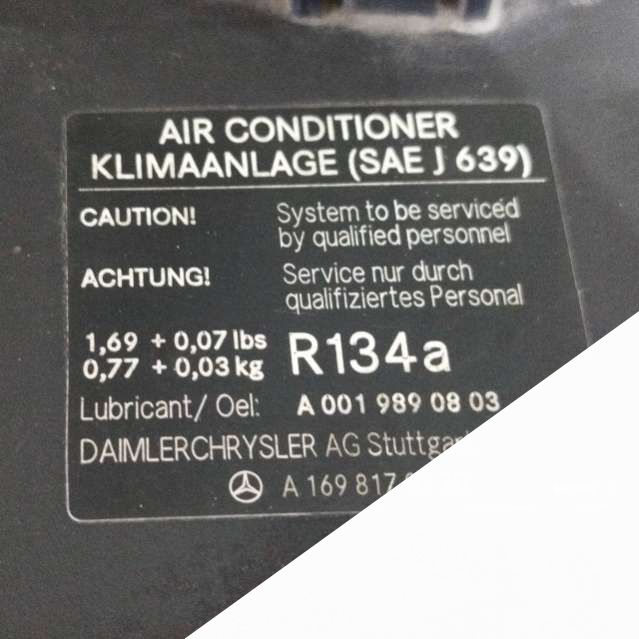 AIR CONDITIONER
KLIMAANLAGE (SAE J 639)
CAUTION! System to be serviced
by qualified personnel
ACHTUNG! Service nur durch
qualifiziertes Personal
1,69 + 0,07 lbs
0,77 + 0,03 kg R134a
Lubricant/ Oel: A 001 989 08 03
DAIMLERCHRYSLER AG
A 169 817